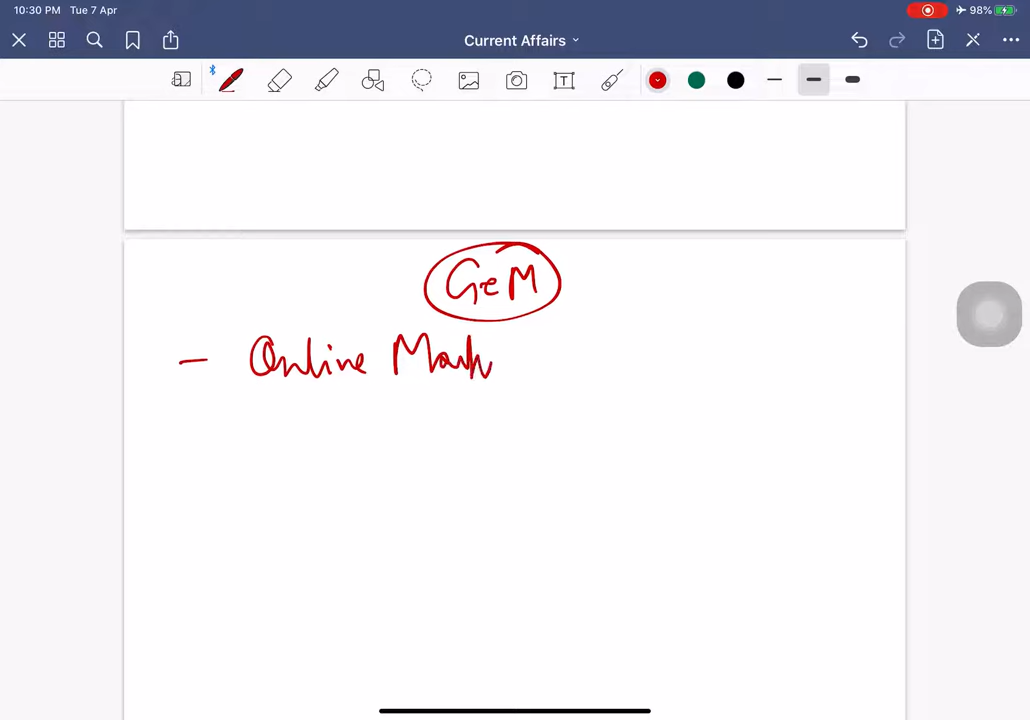 10:30 PM Tue 7 Apr 98%
Current Affairs
T
GeM
- Online Mark